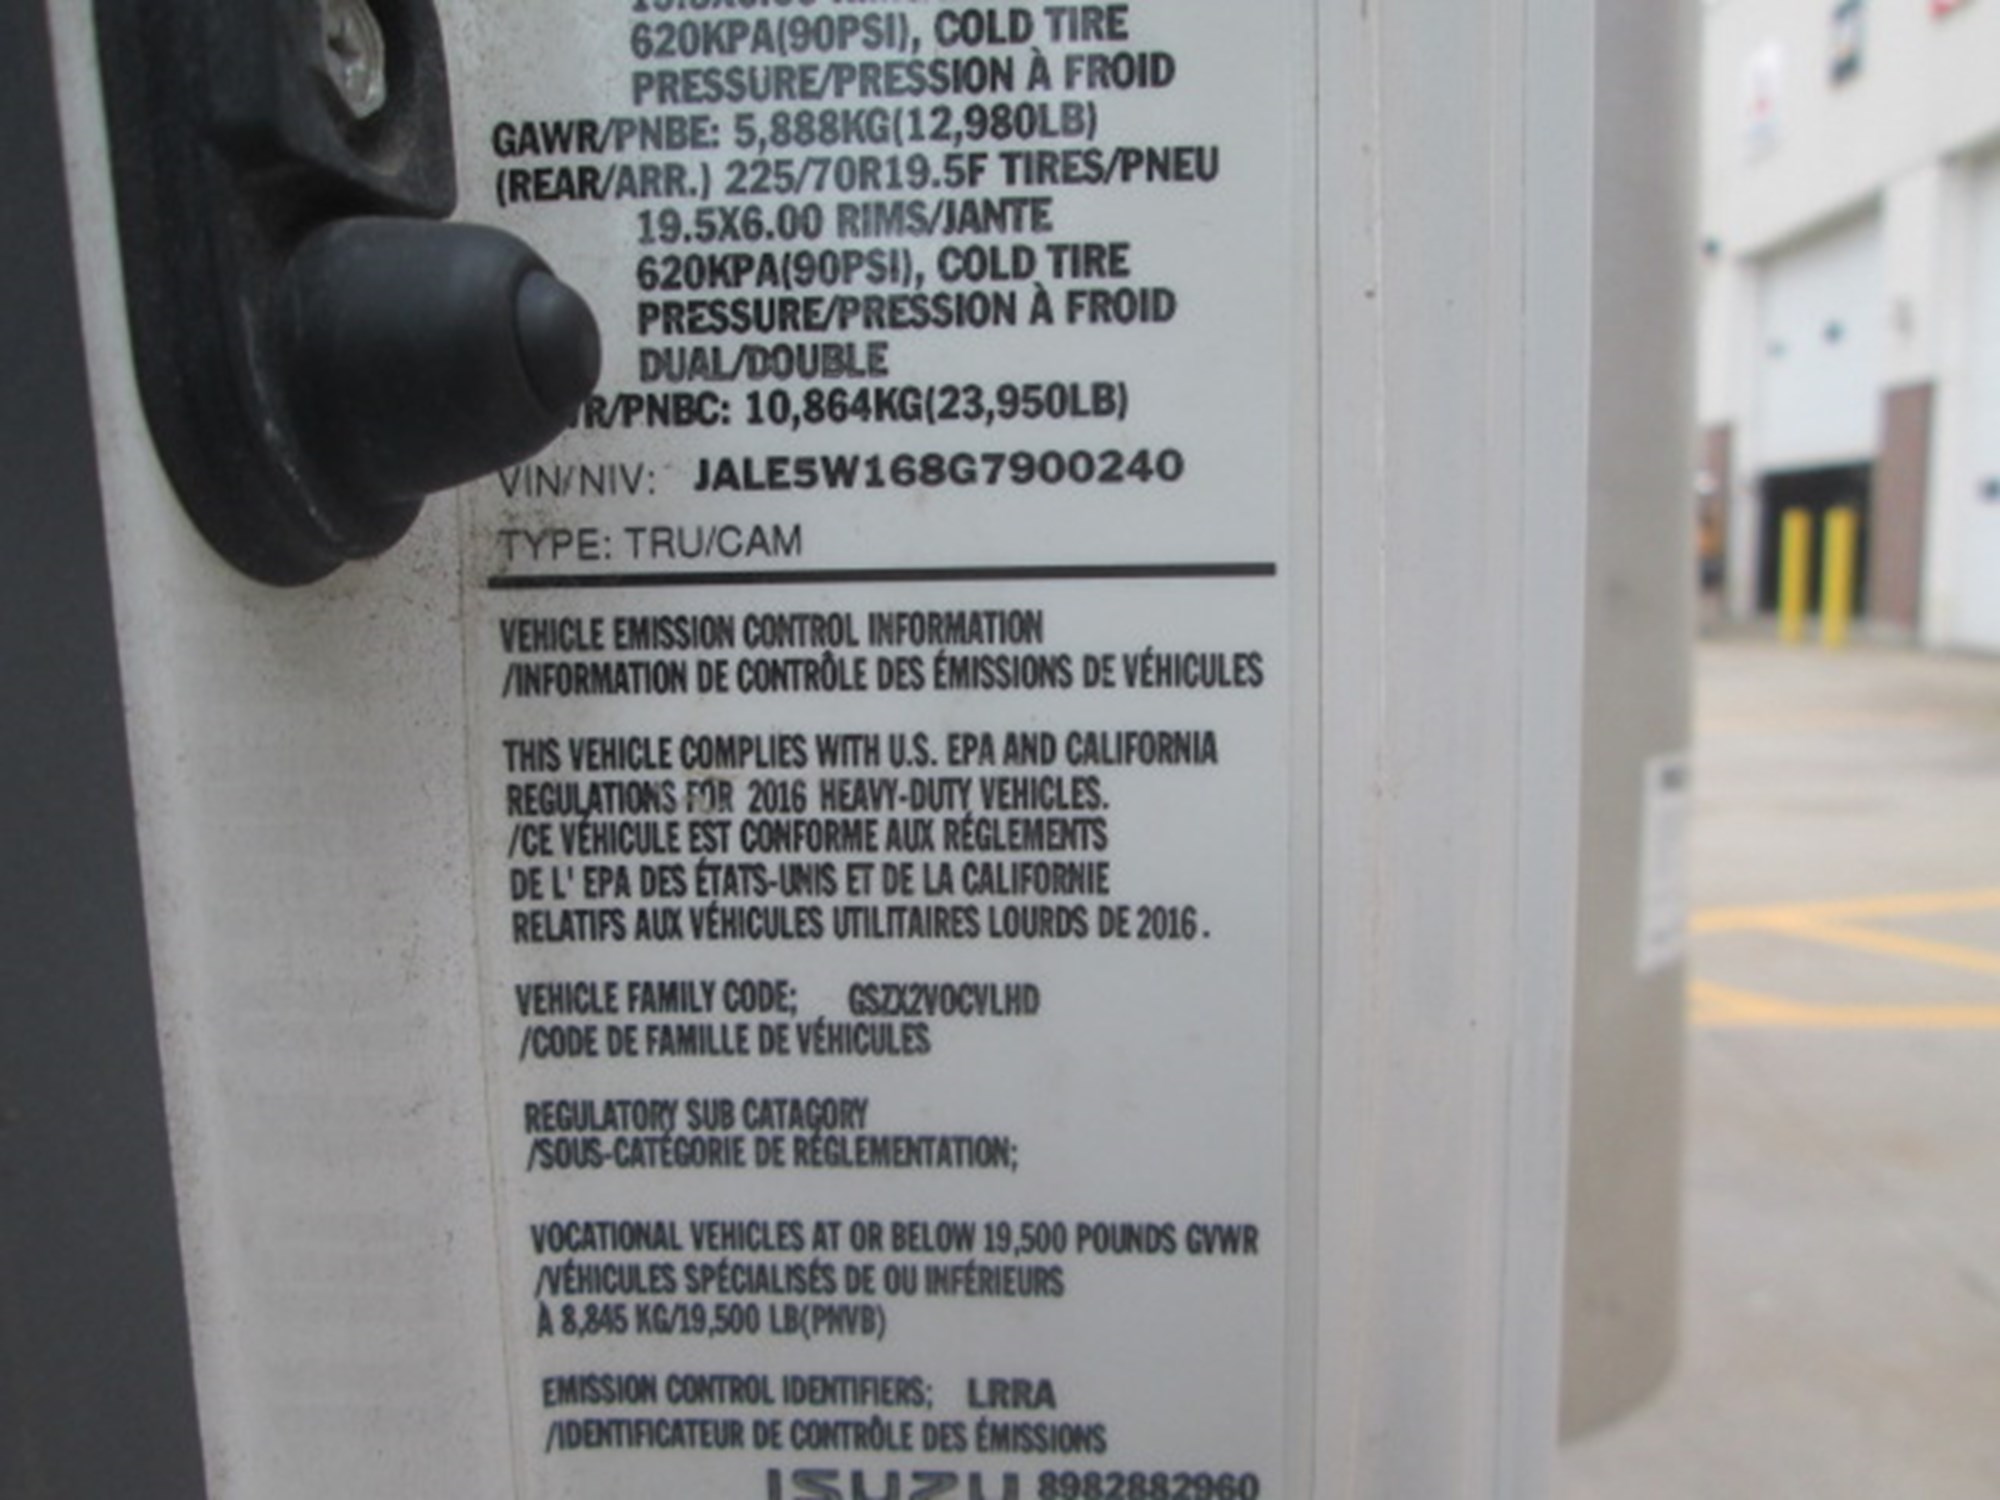 620KPA(90PSI), COLD TIRE
PRESSURE/PRESSION À FROID
GAWR/PNBE: 5,888KG(12,980LB)
(REAR/ARR.) 225/70R19.5F TIRES/PNEU
19.5X6.00 RIMS/JANTE
620KPA(90PSI), COLD TIRE
PRESSURE/PRESSION À FROID
DUAL/DOUBLE
R/PNBC: 10,864KG(23,950LB)
VIN/NIV: JALE5W168G7900240
TYPE: TRU/CAM
VEHICLE EMISSION CONTROL INFORMATION
/INFORMATION DE CONTRÔLE DES ÉMISSIONS DE VÉHICULES
THIS VEHICLE COMPLIES WITH U.S. EPA AND CALIFORNIA
REGULATIONS FOR 2016 HEAVY-DUTY VEHICLES.
/CE VÉHICULE EST CONFORME AUX RÉGLEMENTS
DE L' EPA DES ÉTATS-UNIS ET DE LA CALIFORNIE
RELATIFS AUX VÉHICULES UTILITAIRES LOURDS DE 2016.
VEHICLE FAMILY CODE; GSZX2VOCVLHD
/CODE DE FAMILLE DE VÉHICULES
REGULATORY SUB CATAGORY
/SOUS-CATÉGORIE DE RÉGLEMENTATION;
VOCATIONAL VEHICLES AT OR BELOW 19,500 POUNDS GVWR
/VÉHICULES SPÉCIALISÉS DE OU INFÉRIEURS
À 8,845 KG/19,500 LB(PNVB)
EMISSION CONTROL IDENTIFIERS; LRRA
/IDENTIFICATEUR DE CONTRÔLE DES ÉMISSIONS
ISUZU 8982882960